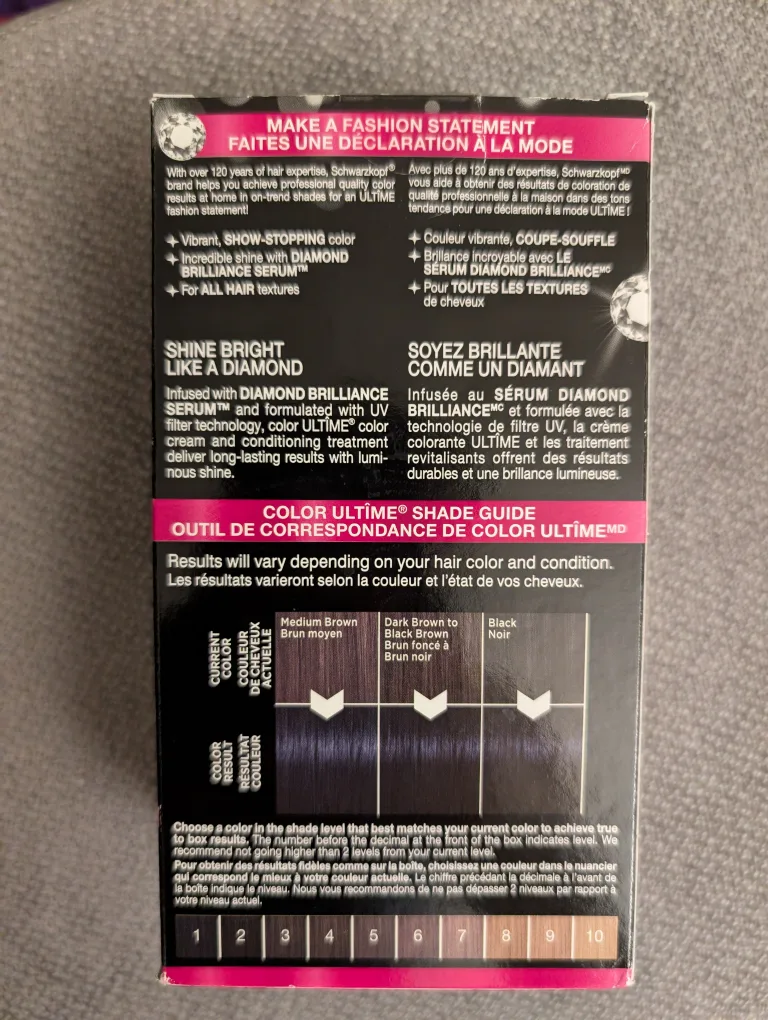 MAKE A FASHION STATEMENT
FAITES UNE DÉCLARATION À LA MODE
With over 120 years of hair expertise, Schwarzkopf®
brand helps you achieve professional quality color
results at home in on-trend shades for an ULTÎME
fashion statement!
Vibrant, SHOW-STOPPING color
Incredible shine with DIAMOND
BRILLIANCE SERUM™
For ALL HAIR textures
Avec plus de 120 ans d'expertise, Schwarzkopf MD
vous aide à obtenir des résultats de coloration de
qualité professionnelle à la maison dans des tons
tendance pour une déclaration à la mode ULTÎME !
Couleur vibrante, COUPE-SOUFFLE
Brillance incroyable avec LE
SÉRUM DIAMOND BRILLIANCE MC
Pour TOUTES LES TEXTURES
de cheveux
SHINE BRIGHT
LIKE A DIAMOND
Infused with DIAMOND BRILLIANCE
SERUM™ and formulated with UV
filter technology, color ULTÎME® color
cream and conditioning treatment
deliver long-lasting results with lumi-
nous shine.
SOYEZ BRILLANTE
COMME UN DIAMANT
Infusée au SÉRUM DIAMOND
BRILLIANCE MC et formulée avec la
technologie de filtre UV, la crème
colorante ULTÎME et les traitement
revitalisants offrent des résultats
durables et une brillance lumineuse.
COLOR ULTÎME® SHADE GUIDE
OUTIL DE CORRESPONDANCE DE COLOR ULTÎME MD
Results will vary depending on your hair color and condition.
Les résultats varieront selon la couleur et l'état de vos cheveux.
CURRENT
COLOR
COULEUR
DE CHEVEUX
ACTUELLE
Medium Brown
Brun moyen
Dark Brown to
Black Brown
Brun foncé à
Brun noir
Black
Noir
COLOR
RESULT
RÉSULTAT
COULEUR
Choose a color in the shade level that best matches your current color to achieve true
to box results. The number before the decimal at the front of the box indicates level. We
recommend not going higher than 2 levels from your current level.
Pour obtenir des résultats fidèles comme sur la boîte, choisissez une couleur dans le nuancier
qui correspond le mieux à votre couleur actuelle. Le chiffre précédant la décimale à l'avant de
la boîte indique le niveau. Nous vous recommandons de ne pas dépasser 2 niveaux par rapport à
votre niveau actuel.
1 2 3 4 5 6 7 8 9 10